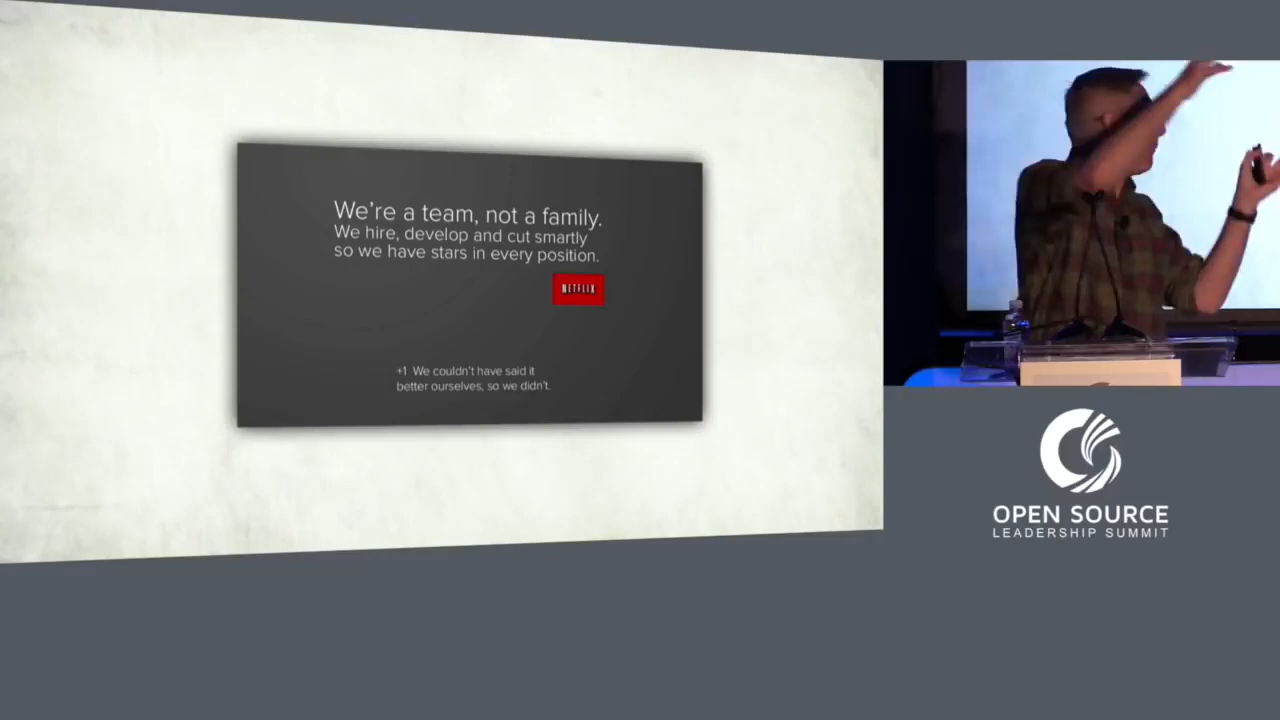 We're a team, not a family.
We hire, develop and cut smartly
so we have stars in every position.
NETFLIX
+1 We couldn't have said it
better ourselves, so we didn't.
OPEN SOURCE
LEADERSHIP SUMMIT